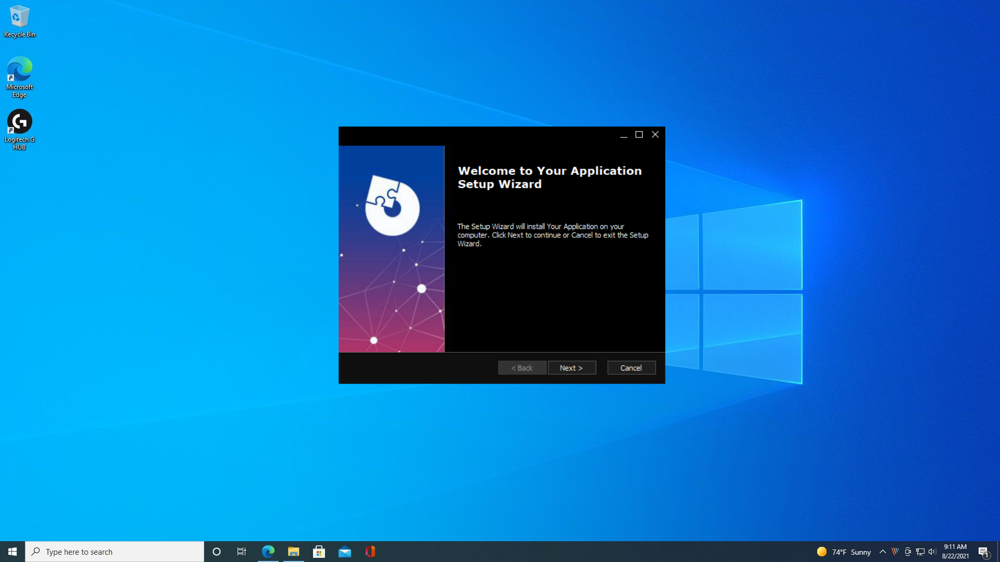 Recycle Bin
Microsoft
Edge
Logitech G
HUB
Welcome to Your Application
Setup Wizard
The Setup Wizard will install Your Application on your
computer. Click Next to continue or Cancel to exit the Setup
Wizard.
< Back
Next >
Cancel
Type here to search
74°F Sunny
9:11 AM
8/22/2021
1